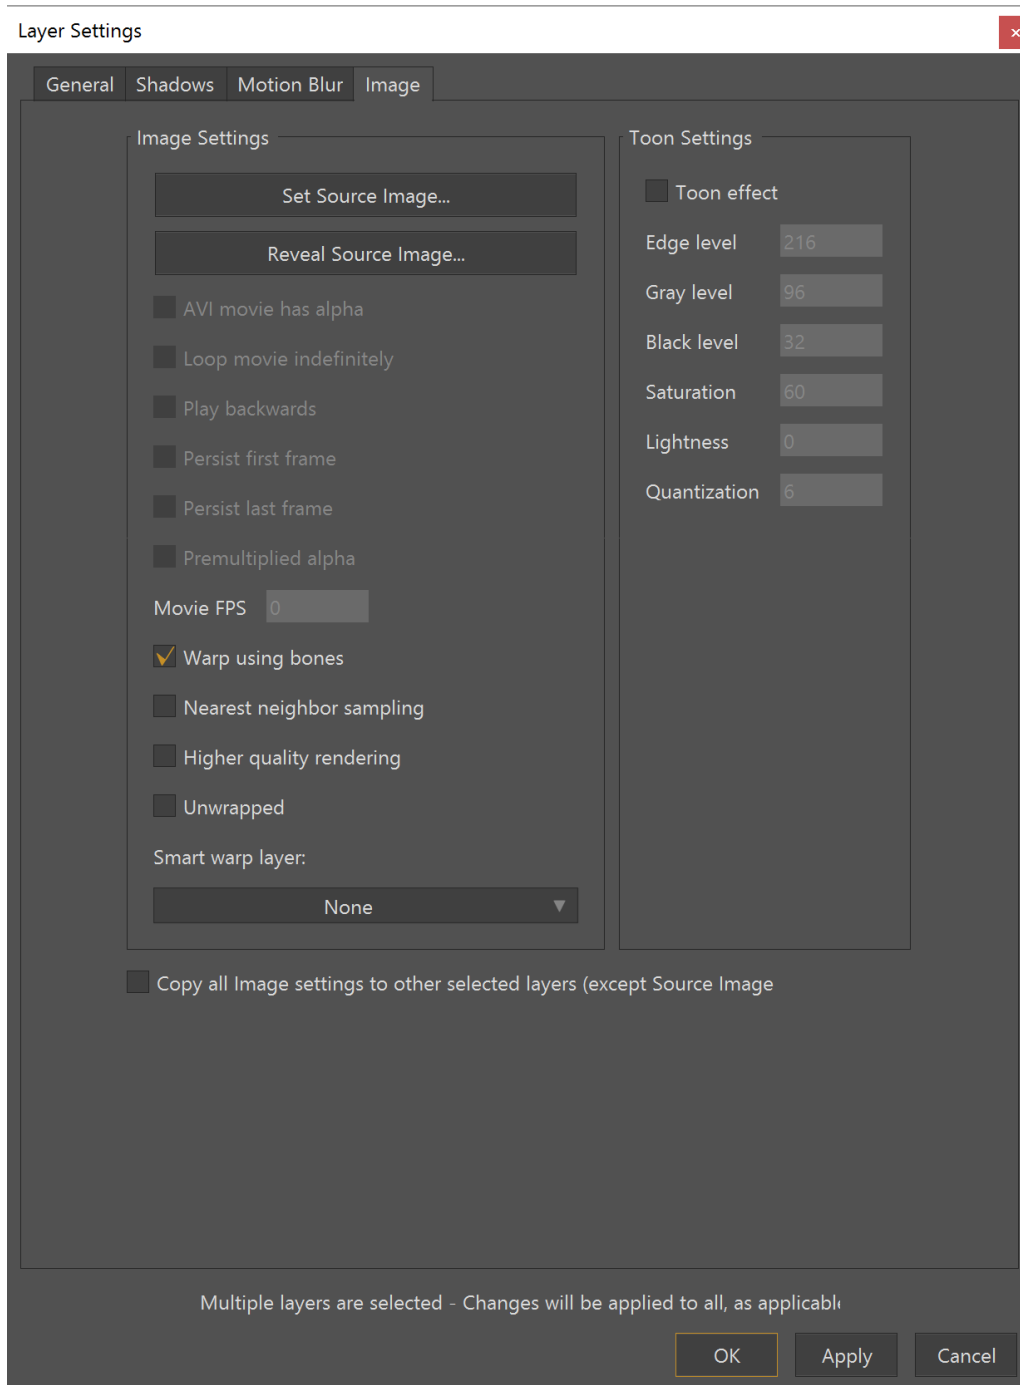 Layer Settings
×
General
Shadows
Motion Blur
Image
Image Settings
Set Source Image...
Reveal Source Image...
AVI movie has alpha
Loop movie indefinitely
Play backwards
Persist first frame
Persist last frame
Premultiplied alpha
Movie FPS 0
Warp using bones
Nearest neighbor sampling
Higher quality rendering
Unwrapped
Smart warp layer:
None
Toon Settings
Toon effect
Edge level 216
Gray level 96
Black level 32
Saturation 60
Lightness 0
Quantization 6
Copy all Image settings to other selected layers (except Source Image
Multiple layers are selected - Changes will be applied to all, as applicabl
OK
Apply
Cancel